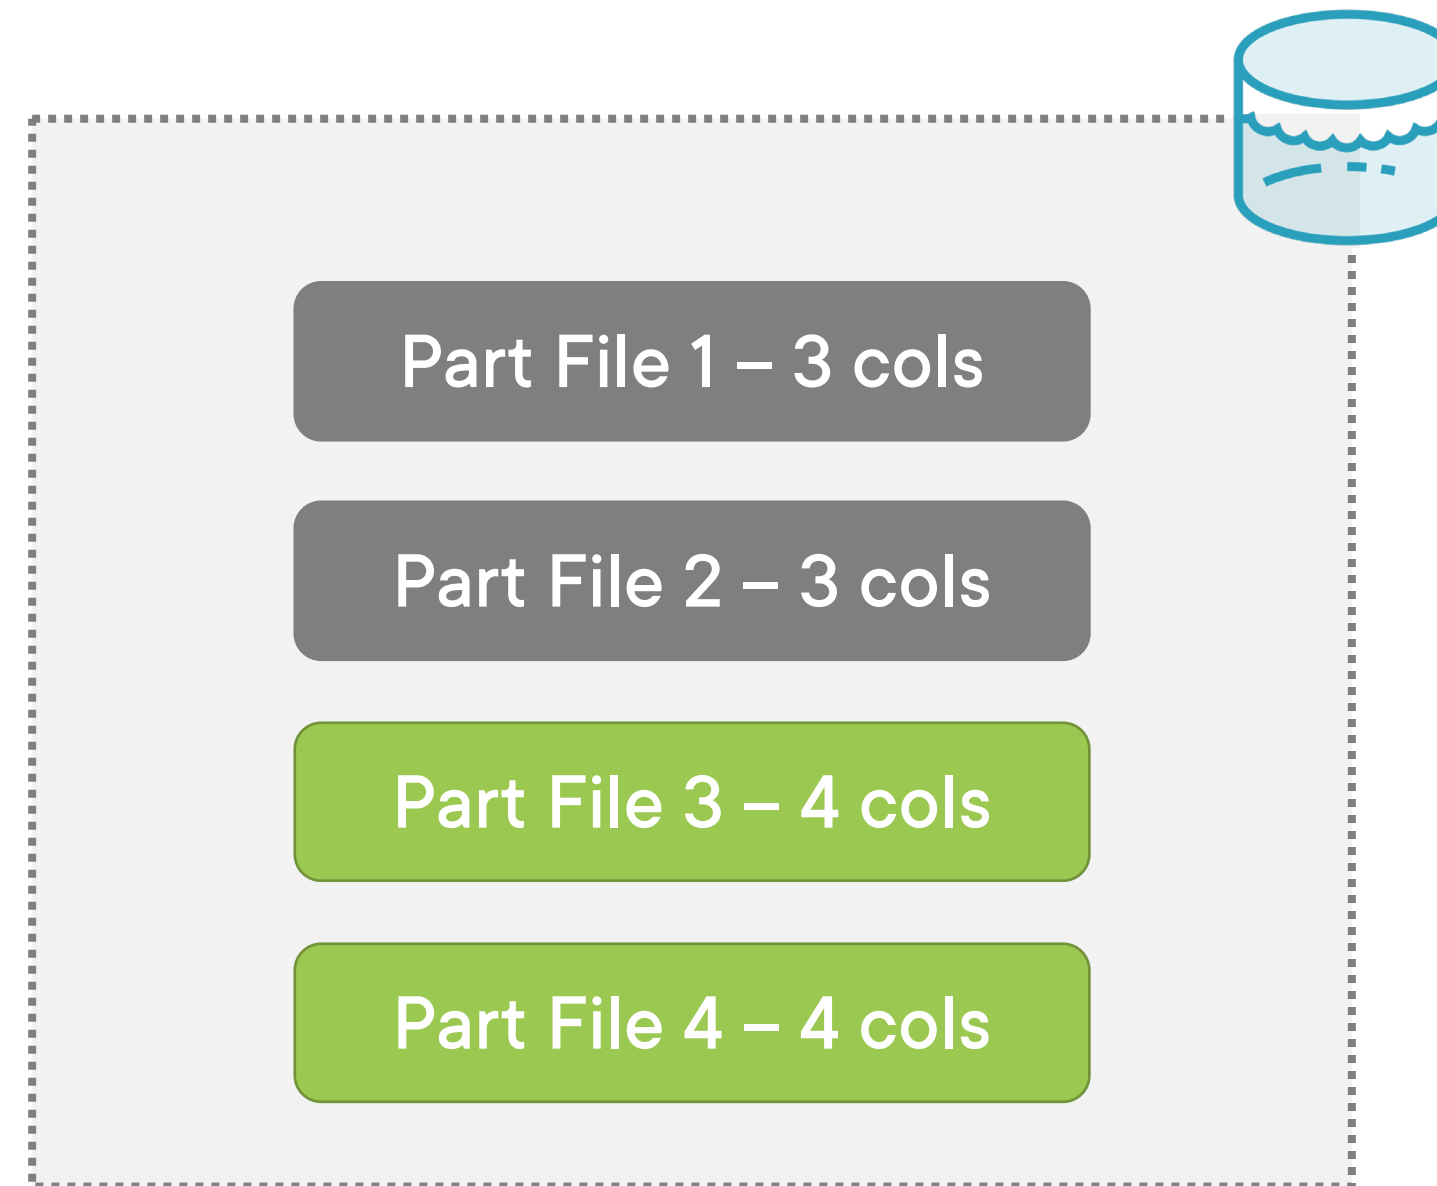 Part File 1 – 3 cols
Part File 2 – 3 cols
Part File 3 – 4 cols
Part File 4 – 4 cols